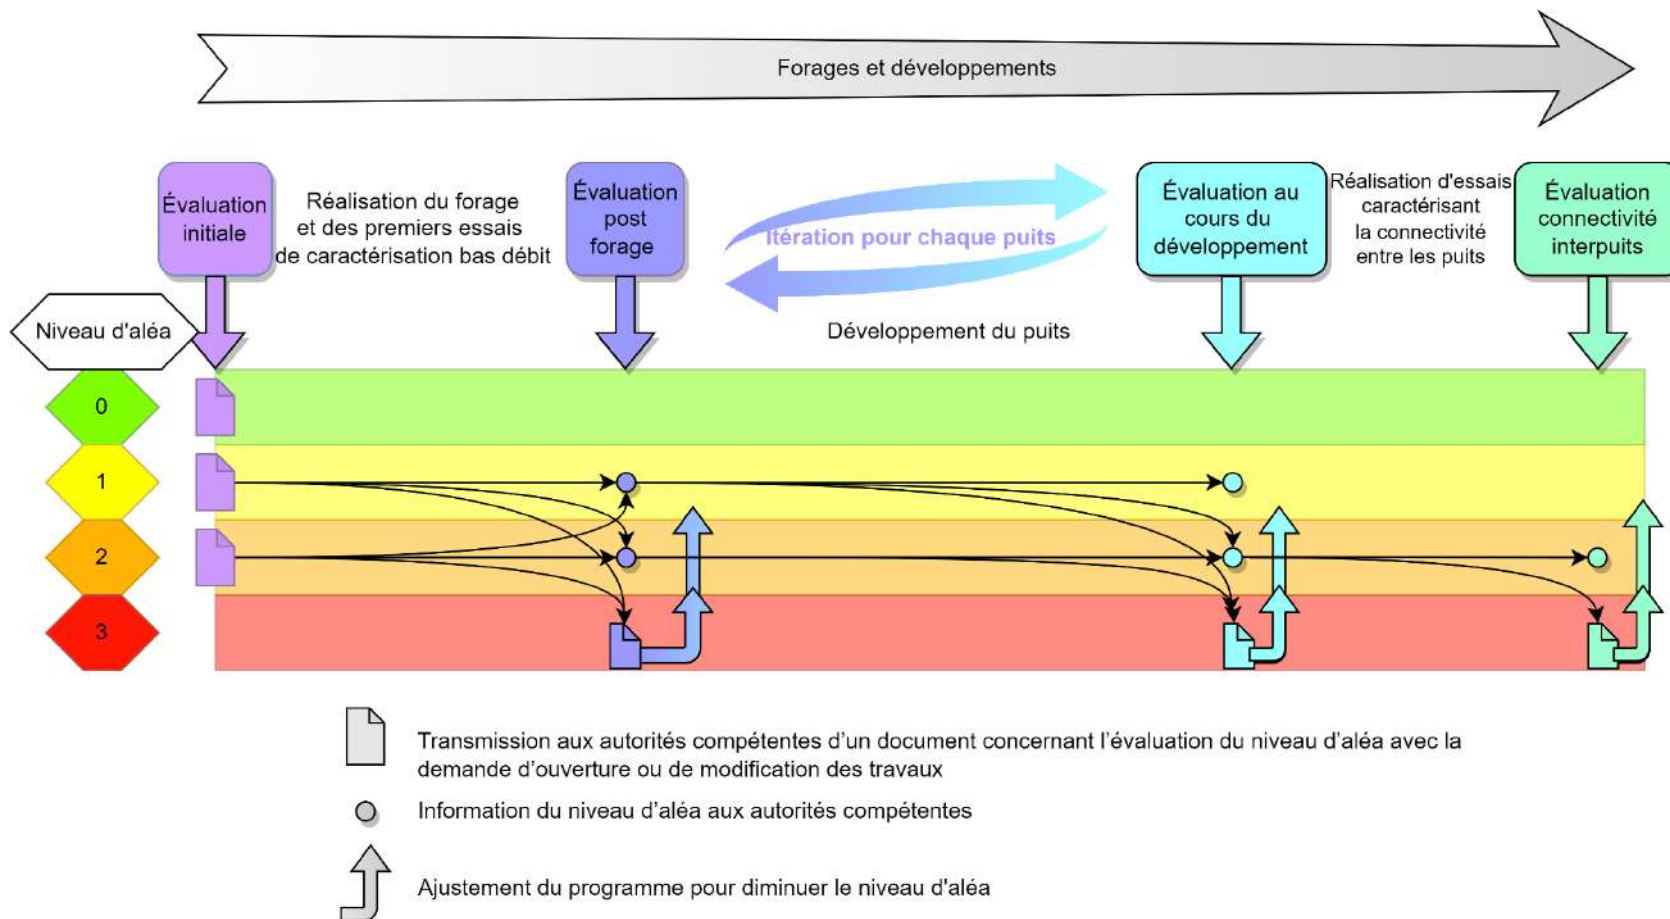 Forages et développements
Évaluation
initiale
Réalisation du forage
et des premiers essais
de caractérisation bas débit
Évaluation
post
forage
Itération pour chaque puits
Développement du puits
Évaluation au
cours du
développement
Réalisation d'essais
caractérisant
la connectivité
entre les puits
Évaluation
connectivité
interpuits
Niveau d'aléa
0
1
2
3
Transmission aux autorités compétentes d’un document concernant l’évaluation du niveau d’aléa avec la
demande d’ouverture ou de modification des travaux
Information du niveau d’aléa aux autorités compétentes
Ajustement du programme pour diminuer le niveau d'aléa